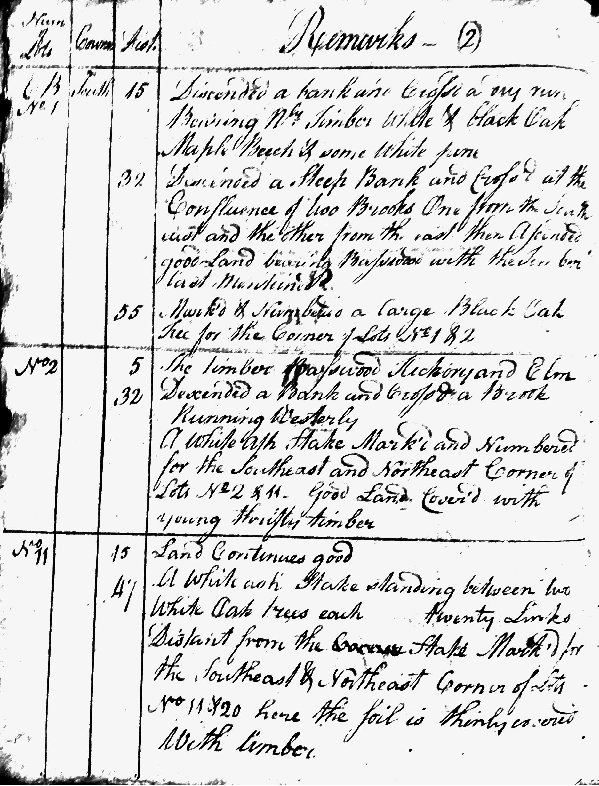 Num Lots Cours Dist. Remarks - (2)
No. 1 South 15 Descended a bank and Crossd a run
Bearing Timber White & black Oak
Maple Beech & some White pine
32 Descended a Steep Bank and Crossd at the
Confluence of two Brooks One from the South
west and the other from the east then Ascended
good Land bearing Basswood with the timber
last Mentioned
55 Mark'd & Numbered a large Black Oak
Tree for the Corner of Lots No. 1 & 2
No 2 5 The timber Basswood Hickory and Elm
32 Descended a Bank and Crossd a Brook
Running Westerly
A White Ash Stake Mark'd and Numbered
for the Southeast and Northeast Corner of
Lots No 2 & 11 - Good Land Cover'd with
young thrifty timber
No 11 15 Land Continues good
47 A White ash Stake standing between two
White Oak trees each twenty Links
Distant from the Stake Mark'd for
the Southeast & Northeast Corner of Lots
No 11 & 20 here the soil is thinly covered
With timber.